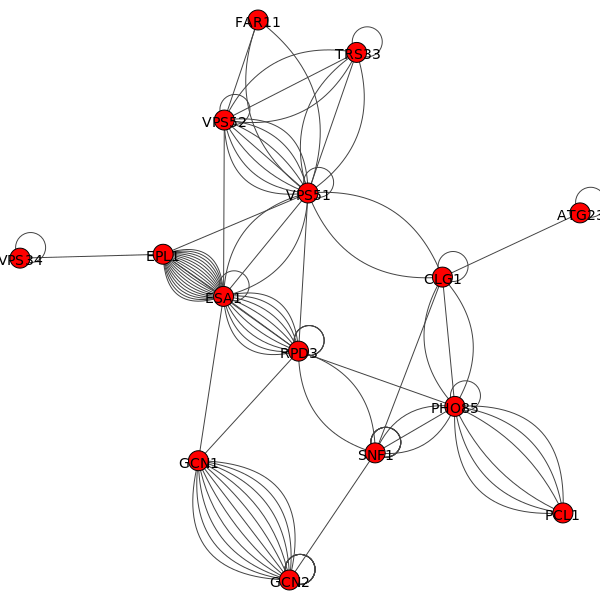 FAR11
TRS33
VPS52
VPS51
ATG23
VPS34
EPL1
CLG1
ESA1
RPD3
PHO85
SNF1
GCN1
PCL1
GCN2